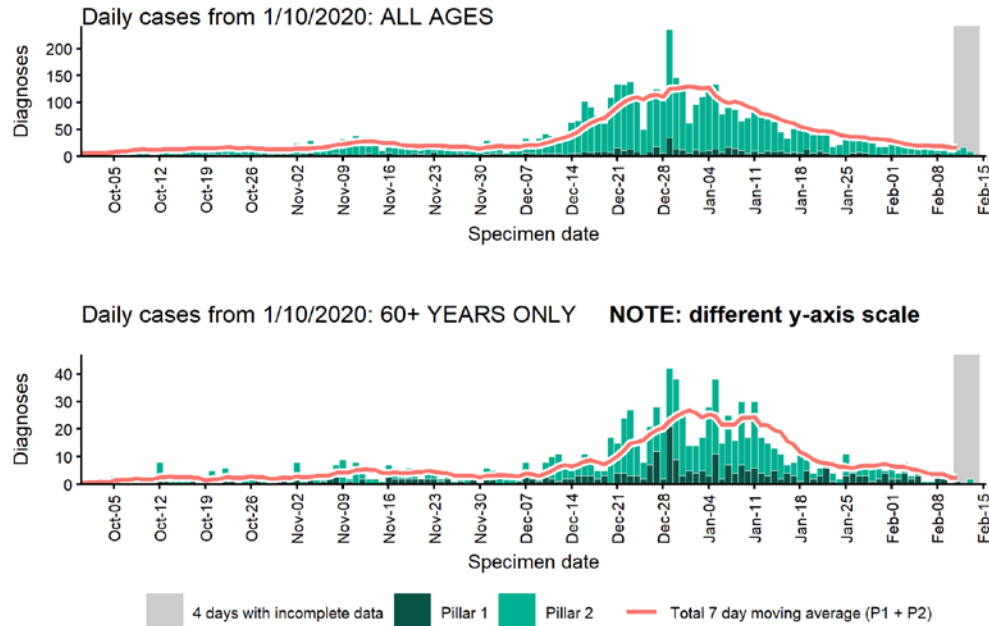 Daily cases from 1/10/2020: ALL AGES
Diagnoses
200
150
100
50
0
Oct-05
Oct-12
Oct-19
Oct-26
Nov-02
Nov-09
Nov-16
Nov-23
Nov-30
Dec-07
Dec-14
Dec-21
Dec-28
Jan-04
Jan-11
Jan-18
Jan-25
Feb-01
Feb-08
Feb-15
Specimen date
Daily cases from 1/10/2020: 60+ YEARS ONLY NOTE: different y-axis scale
Diagnoses
40
30
20
10
0
Oct-05
Oct-12
Oct-19
Oct-26
Nov-02
Nov-09
Nov-16
Nov-23
Nov-30
Dec-07
Dec-14
Dec-21
Dec-28
Jan-04
Jan-11
Jan-18
Jan-25
Feb-01
Feb-08
Feb-15
Specimen date
4 days with incomplete data Pillar 1 Pillar 2 Total 7 day moving average (P1 + P2)